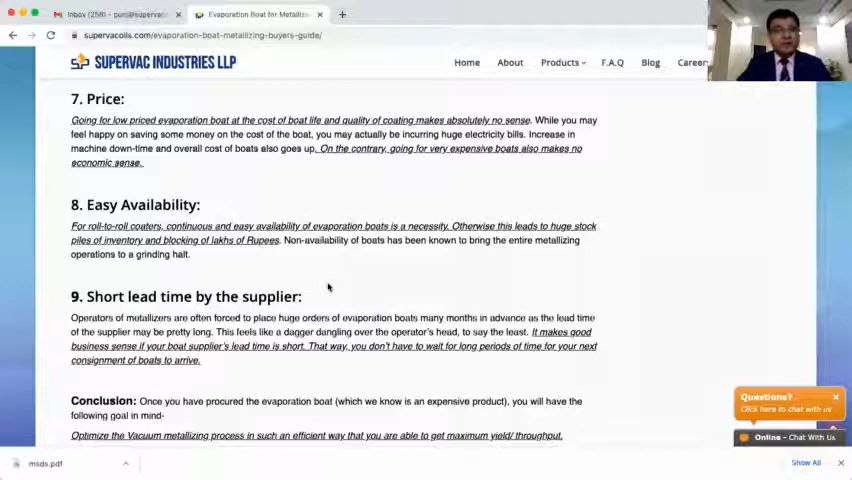 Inbox (258) - puri@supervac
Evaporation Boat for Metallizi
supervacoils.com/evaporation-boat-metallizing-buyers-guide/
SUPERVAC INDUSTRIES LLP
Home About Products F.A.Q Blog Career
7. Price:
Going for low priced evaporation boat at the cost of boat life and quality of coating makes absolutely no sense. While you may
feel happy on saving some money on the cost of the boat, you may actually be incurring huge electricity bills. Increase in
machine down-time and overall cost of boats also goes up. On the contrary, going for very expensive boats also makes no
economic sense.
8. Easy Availability:
For roll-to-roll coaters, continuous and easy availability of evaporation boats is a necessity. Otherwise this leads to huge stock
piles of inventory and blocking of lakhs of Rupees. Non-availability of boats has been known to bring the entire metallizing
operations to a grinding halt.
9. Short lead time by the supplier:
Operators of metallizers are often forced to place huge orders of evaporation boats many months in advance as the lead time
of the supplier may be pretty long. This feels like a dagger dangling over the operator's head, to say the least. It makes good
business sense if your boat supplier's lead time is short. That way, you don't have to wait for long periods of time for your next
consignment of boats to arrive.
Conclusion: Once you have procured the evaporation boat (which we know is an expensive product), you will have the
following goal in mind-
Optimize the Vacuum metallizing process in such an efficient way that you are able to get maximum yield/ throughput.
Questions?
Click here to chat with us
Online - Chat With Us
msds.pdf
Show All